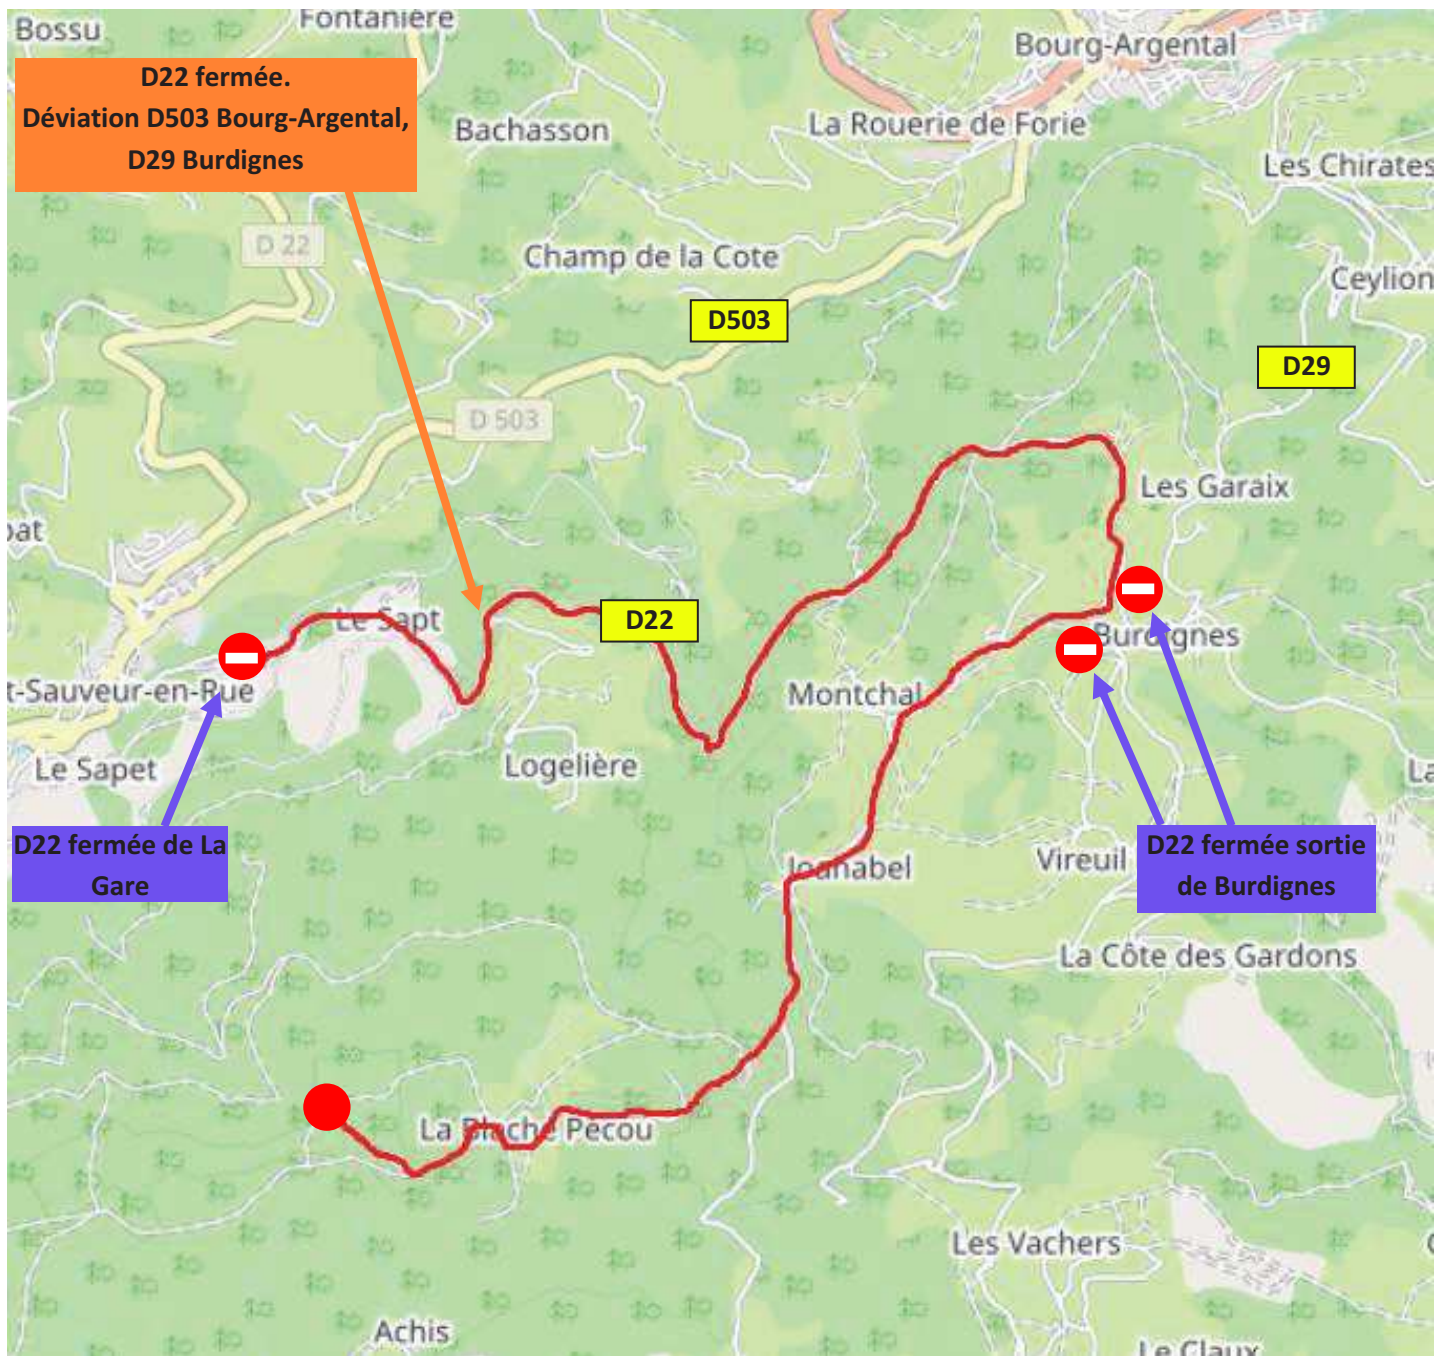 Bossu
Fontanière
Bourg-Argental
D22 fermée.
Déviation D503 Bourg-Argental,
D29 Burdignes
Bachasson
La Rouerie de Forie
Les Chirates
D 22
Champ de la Cote
Ceylion
D503
D29
D 503
Les Garaix
Le Sapt
D22
Burdignes
t-Sauveur-en-Rue
Montchal
Le Sapet
Logelière
D22 fermée de La
Gare
Joanabel
Vireuil
D22 fermée sortie
de Burdignes
La Côte des Gardons
La Blache Pécou
Les Vachers
Achis
Le Claux